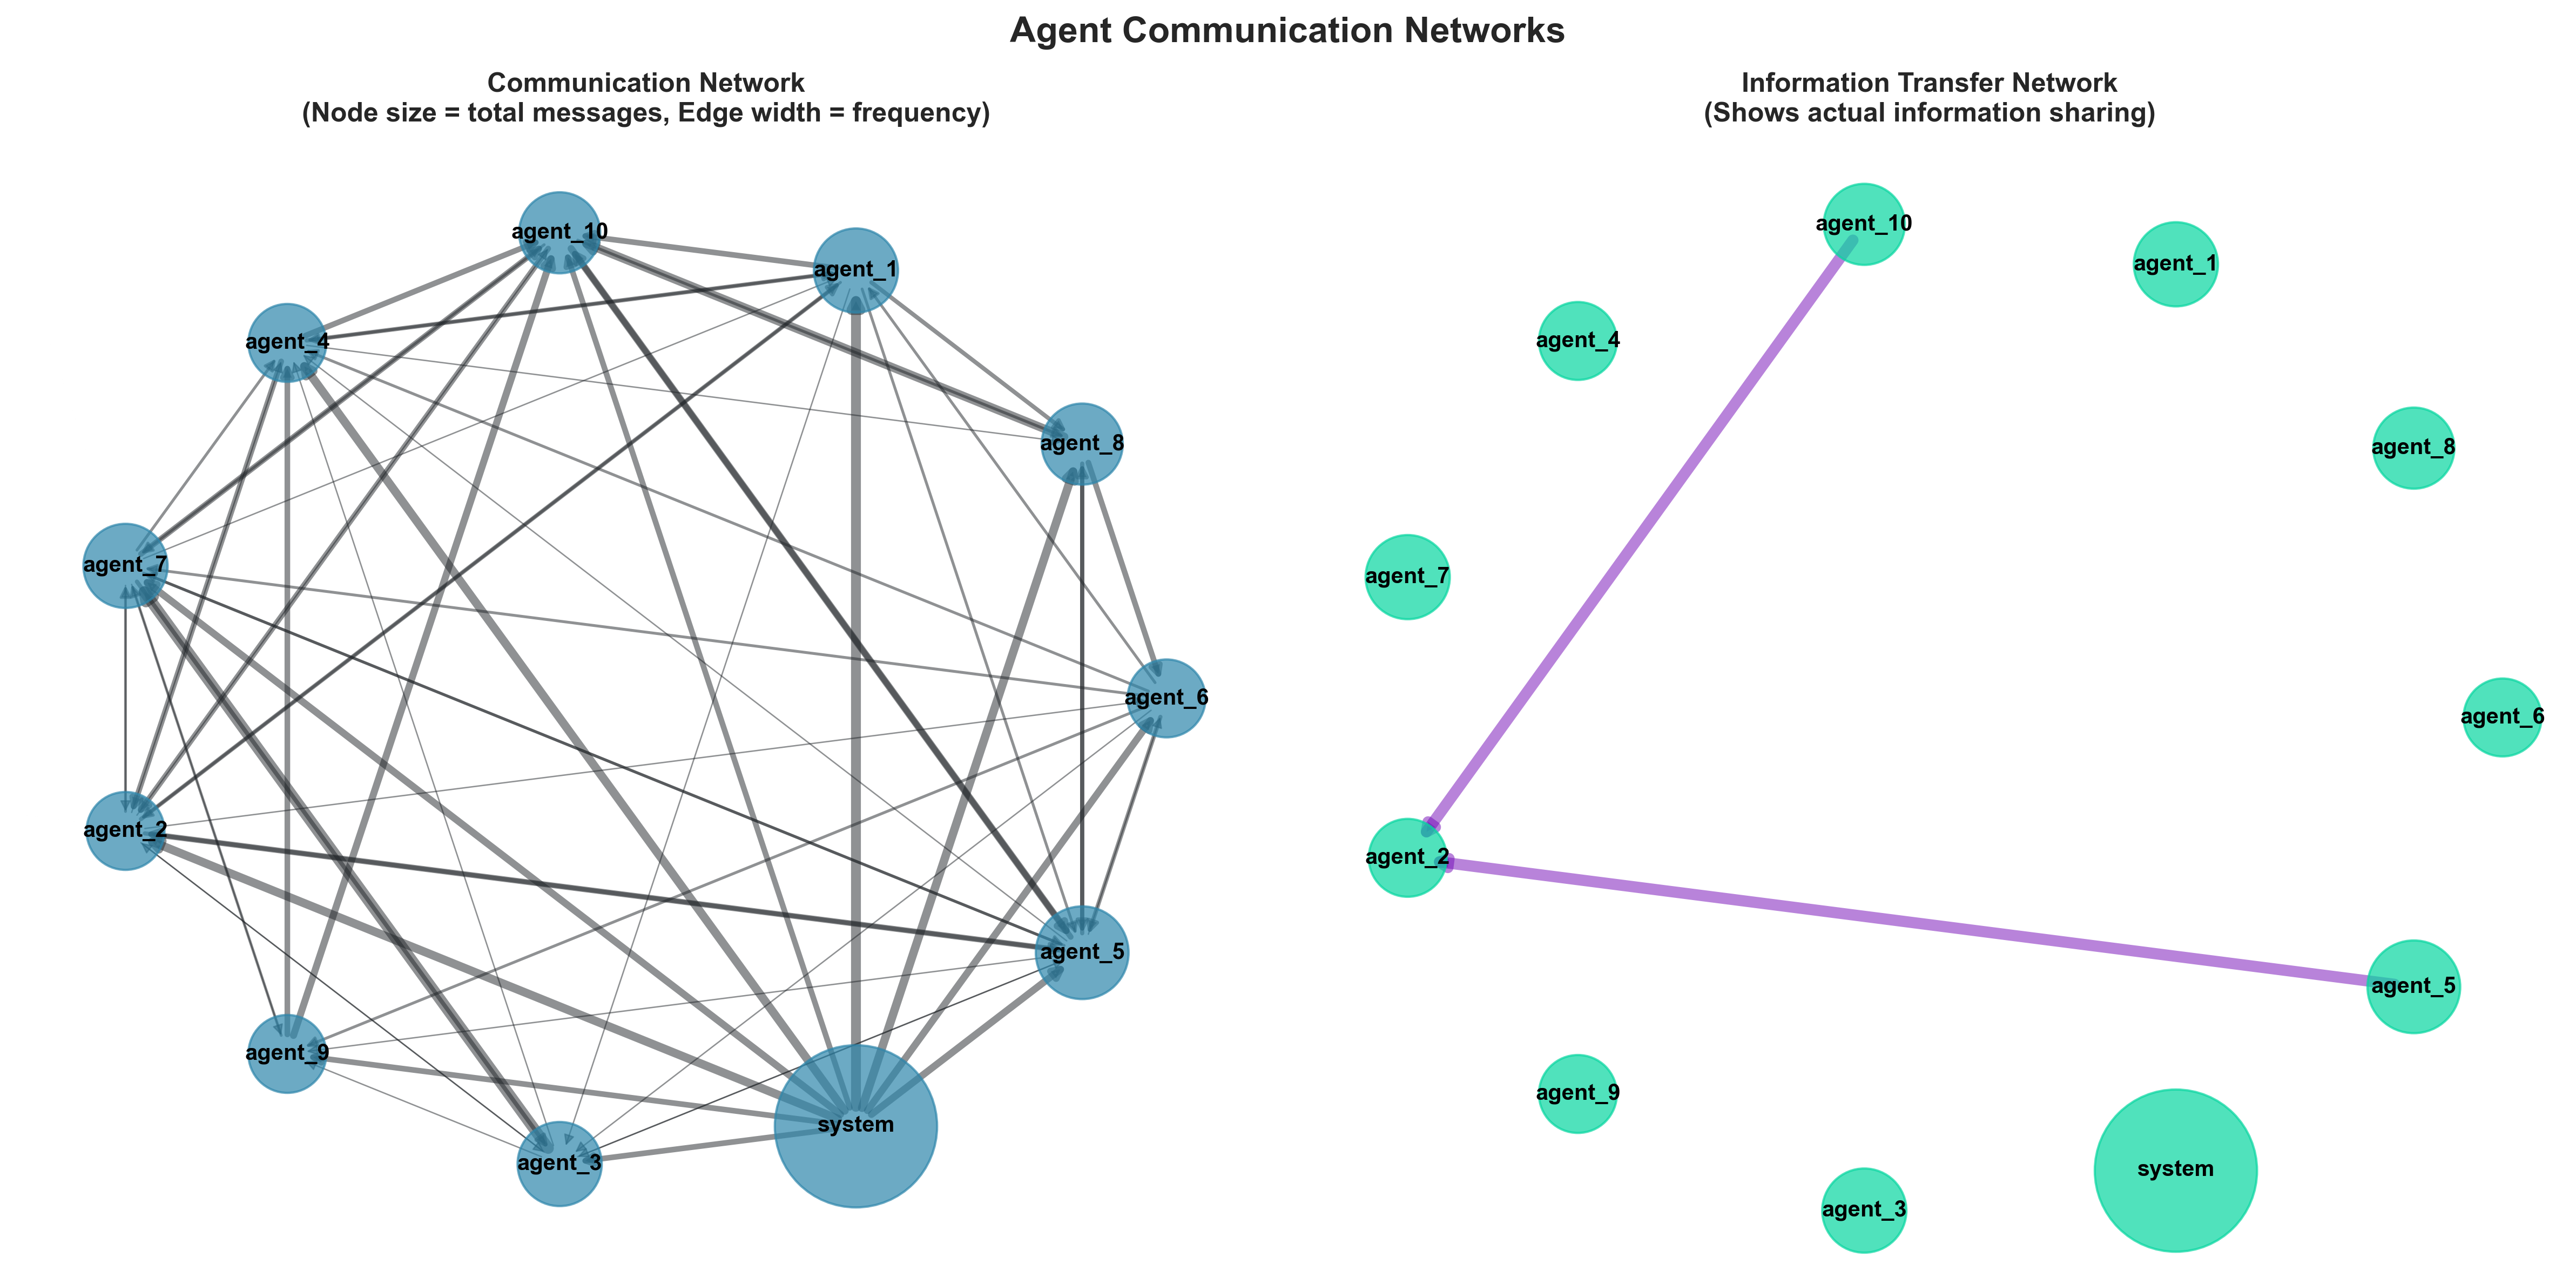 Agent Communication Networks
Communication Network
(Node size = total messages, Edge width = frequency)
agent_10
agent_1
agent_4
agent_8
agent_7
agent_6
agent_2
agent_5
agent_9
system
agent_3
Information Transfer Network
(Shows actual information sharing)
agent_10
agent_1
agent_4
agent_8
agent_7
agent_6
agent_2
agent_5
agent_9
system
agent_3